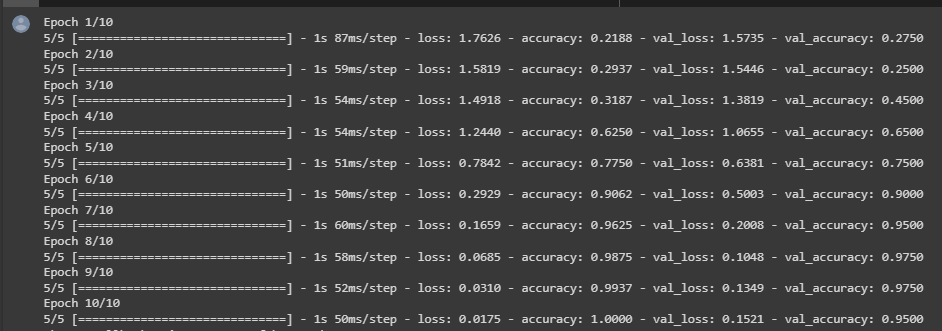 Epoch 1/10
5/5 [==============================] - 1s 87ms/step - loss: 1.7626 - accuracy: 0.2188 - val_loss: 1.5735 - val_accuracy: 0.2750
Epoch 2/10
5/5 [==============================] - 1s 59ms/step - loss: 1.5819 - accuracy: 0.2937 - val_loss: 1.5446 - val_accuracy: 0.2500
Epoch 3/10
5/5 [==============================] - 1s 54ms/step - loss: 1.4918 - accuracy: 0.3187 - val_loss: 1.3819 - val_accuracy: 0.4500
Epoch 4/10
5/5 [==============================] - 1s 54ms/step - loss: 1.2440 - accuracy: 0.6250 - val_loss: 1.0655 - val_accuracy: 0.6500
Epoch 5/10
5/5 [==============================] - 1s 51ms/step - loss: 0.7842 - accuracy: 0.7750 - val_loss: 0.6381 - val_accuracy: 0.7500
Epoch 6/10
5/5 [==============================] - 1s 50ms/step - loss: 0.2929 - accuracy: 0.9062 - val_loss: 0.5003 - val_accuracy: 0.9000
Epoch 7/10
5/5 [==============================] - 1s 60ms/step - loss: 0.1659 - accuracy: 0.9625 - val_loss: 0.2008 - val_accuracy: 0.9500
Epoch 8/10
5/5 [==============================] - 1s 58ms/step - loss: 0.0685 - accuracy: 0.9875 - val_loss: 0.1048 - val_accuracy: 0.9750
Epoch 9/10
5/5 [==============================] - 1s 52ms/step - loss: 0.0310 - accuracy: 0.9937 - val_loss: 0.1349 - val_accuracy: 0.9750
Epoch 10/10
5/5 [==============================] - 1s 50ms/step - loss: 0.0175 - accuracy: 1.0000 - val_loss: 0.1521 - val_accuracy: 0.9500